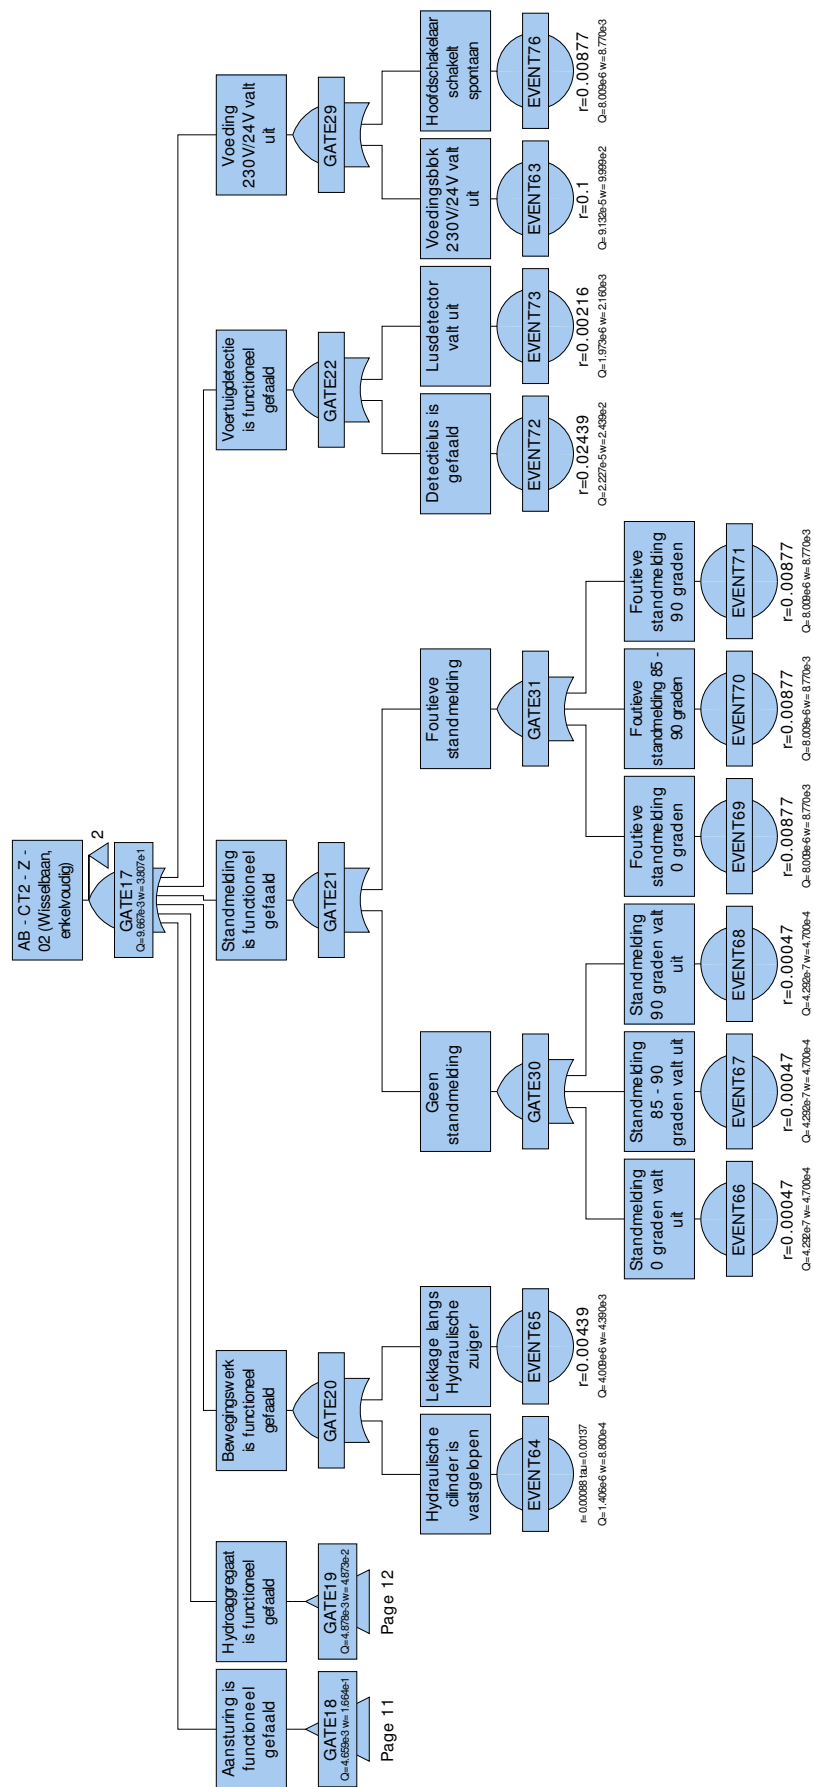 AB - CT2 - Z -
02 (Wisselbaan,
enkelvoudig)
2
GATE17
Q=9.667e-3 w=3.807e-1
Aansturing is
functioneel
gefaald
GATE18
Q=4.659e-3 w=1.664e-1
Page 11
Hydroaggregaat
is functioneel
gefaald
GATE19
Q=4.878e-3 w=4.873e-2
Page 12
Bewegingswerk
is functioneel
gefaald
GATE20
Standmelding
is functioneel
gefaald
GATE21
Voertuigdetectie
is functioneel
gefaald
GATE22
Voeding
230V/24V valt
uit
GATE29
Hydraulische
cilinder is
vastgelopen
EVENT64
r=0.00088 tau=0.00137
Q=1.406e-6 w=8.800e-4
Lekkage langs
Hydraulische
zuiger
EVENT65
r=0.00439
Q=4.009e-6 w=4.390e-3
Geen
standmelding
GATE30
Foutieve
standmelding
GATE31
Detectielus is
gefaald
EVENT72
r=0.02439
Q=2.227e-5 w=2.439e-2
Lusdetector
valt uit
EVENT73
r=0.00216
Q=1.973e-6 w=2.160e-3
Voedingsblok
230V/24V valt
uit
EVENT63
r=0.1
Q=9.132e-5 w=9.999e-2
Hoofdschakelaar
schakelt
spontaan
EVENT76
r=0.00877
Q=8.009e-6 w=8.770e-3
Standmelding
0 graden valt
uit
EVENT66
r=0.00047
Q=4.292e-7 w=4.700e-4
Standmelding
85 - 90
graden valt uit
EVENT67
r=0.00047
Q=4.292e-7 w=4.700e-4
Standmelding
90 graden valt
uit
EVENT68
r=0.00047
Q=4.292e-7 w=4.700e-4
Foutieve
standmelding
0 graden
EVENT69
r=0.00877
Q=8.009e-6 w=8.770e-3
Foutieve
standmelding 85 -
90 graden
EVENT70
r=0.00877
Q=8.009e-6 w=8.770e-3
Foutieve
standmelding
90 graden
EVENT71
r=0.00877
Q=8.009e-6 w=8.770e-3